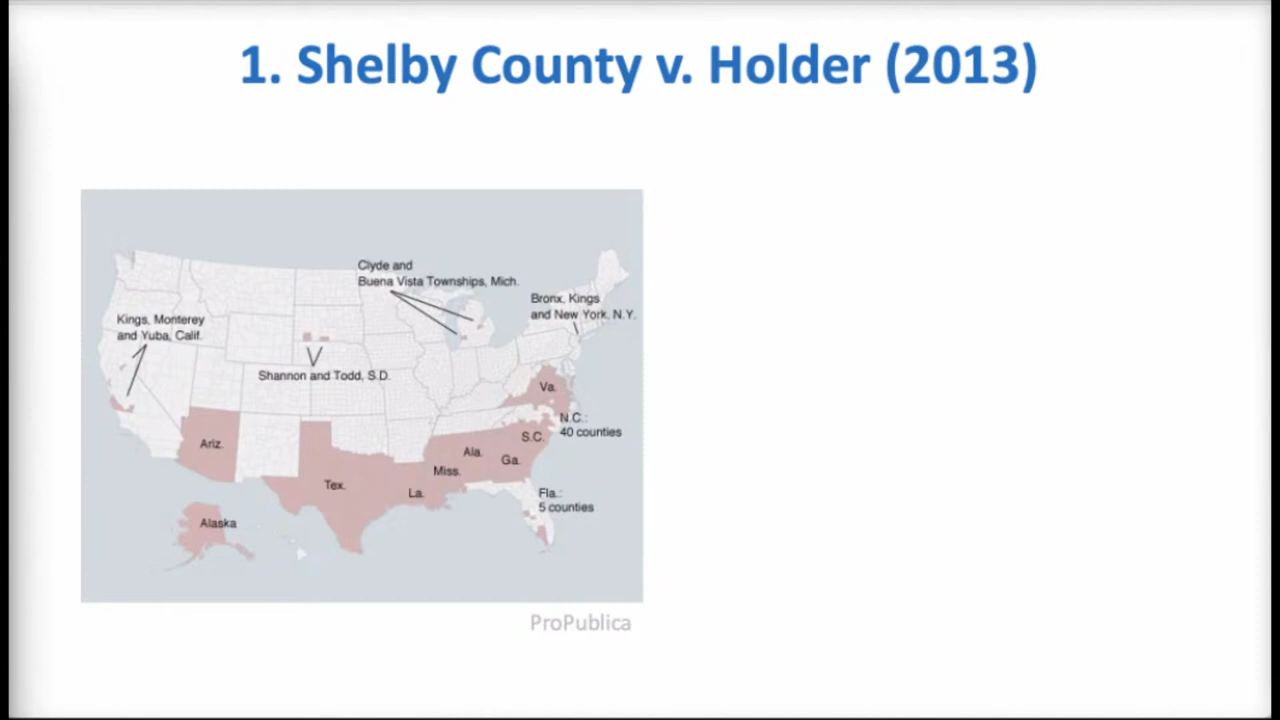 1. Shelby County v. Holder (2013)
Clyde and
Buena Vista Townships, Mich.
Bronx, Kings
and New York, N.Y.
Kings, Monterey
and Yuba, Calif.
Shannon and Todd, S.D.
Va.
N.C.:
40 counties
S.C.
Ariz.
Ala.
Ga.
Miss.
Tex.
La.
Fla.:
5 counties
Alaska
ProPublica